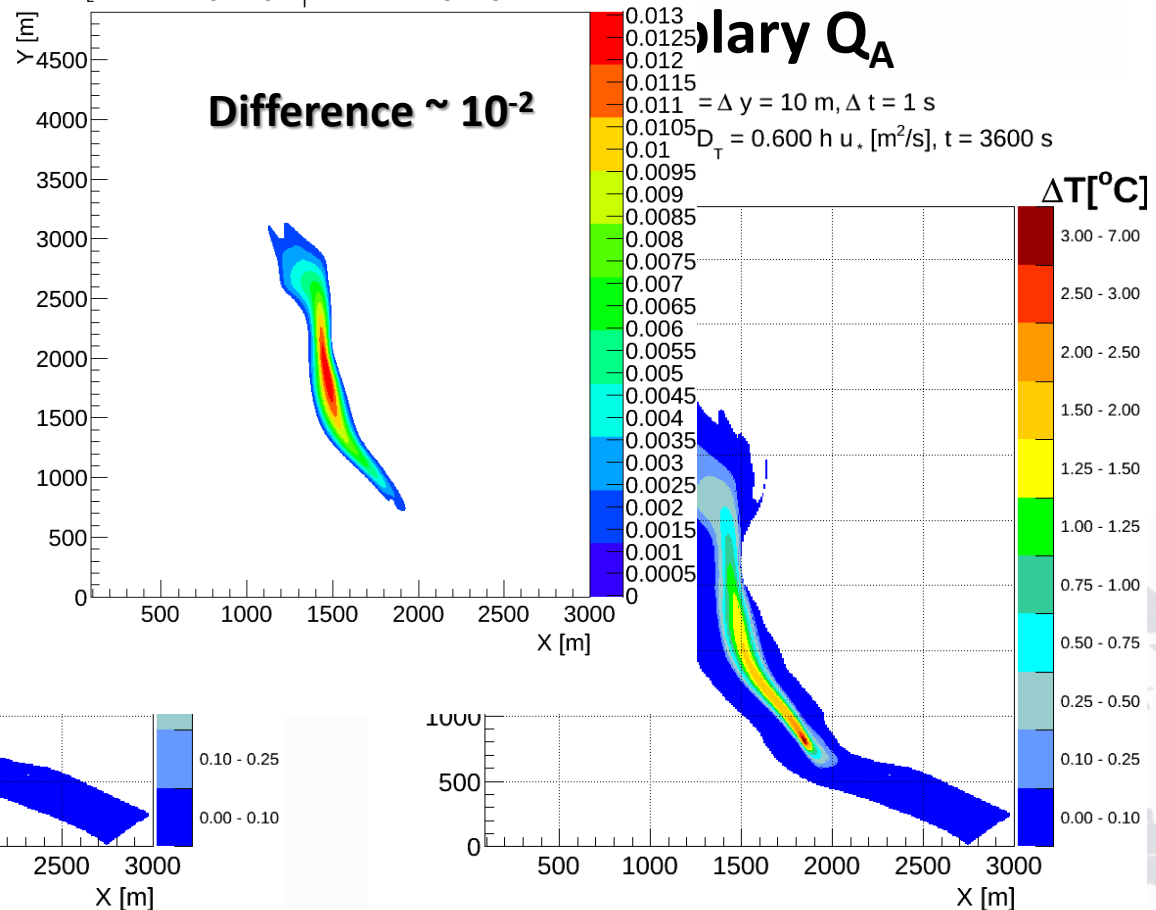 Difference ~ 10-2
Y [m]
4500
4000
3500
3000
2500
2000
1500
1000
500
0
500 1000 1500 2000 2500 3000
X [m]
0.013
0.0125
0.012
0.0115
0.011
0.0105
0.01
0.0095
0.009
0.0085
0.008
0.0075
0.007
0.0065
0.006
0.0055
0.005
0.0045
0.004
0.0035
0.003
0.0025
0.002
0.0015
0.001
0.0005
0
plary QA
= Δ y = 10 m, Δ t = 1 s
DT = 0.600 h u* [m2/s], t = 3600 s
ΔT[oC]
3.00 - 7.00
2.50 - 3.00
2.00 - 2.50
1.50 - 2.00
1.25 - 1.50
1.00 - 1.25
0.75 - 1.00
0.50 - 0.75
0.25 - 0.50
0.10 - 0.25
0.00 - 0.10
1000
500
0
500 1000 1500 2000 2500 3000
X [m]
0.10 - 0.25
0.00 - 0.10
2500 3000
X [m]